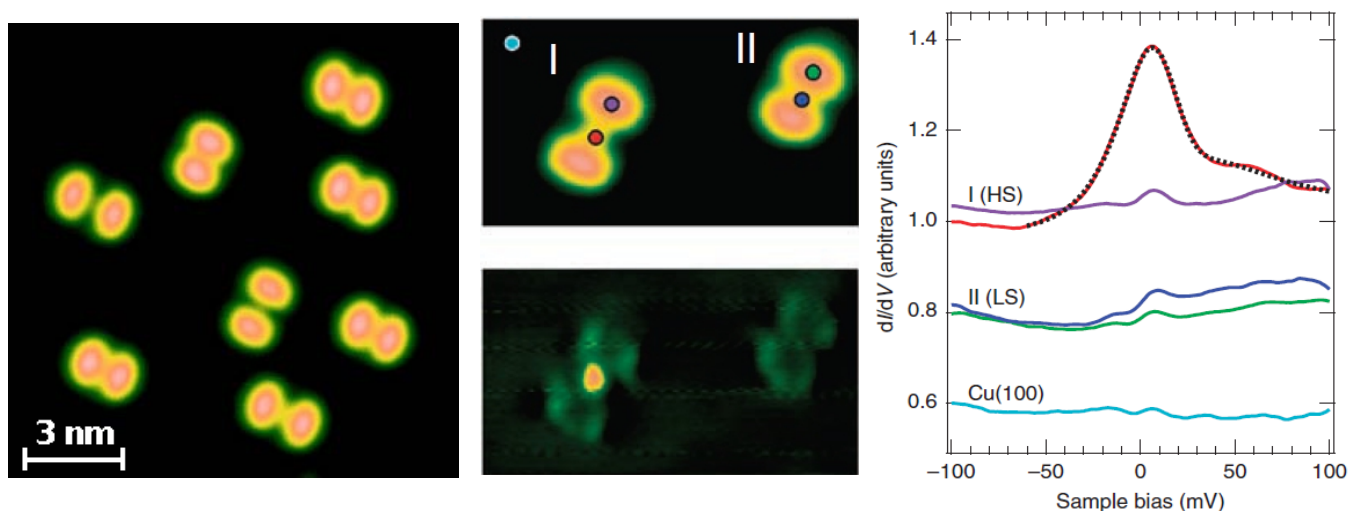 3 nm
I
II
1.4
1.2
1.0
0.8
0.6
dI/dV (arbitrary units)
I (HS)
II (LS)
Cu(100)
−100
−50
0
50
100
Sample bias (mV)